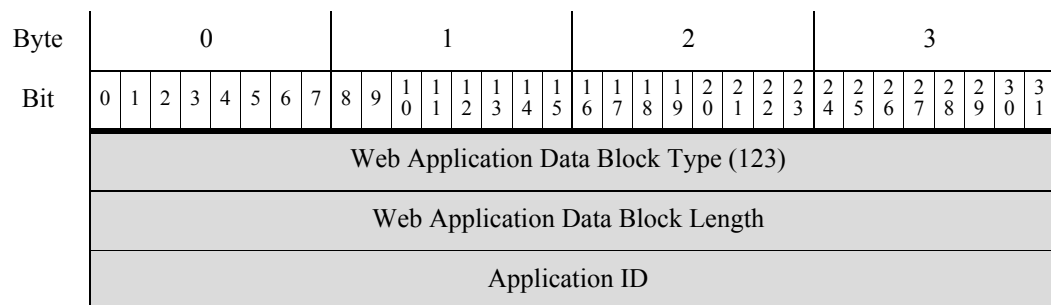 Byte 0 1 2 3
Bit 0 1 2 3 4 5 6 7 8 9 10 11 12 13 14 15 16 17 18 19 20 21 22 23 24 25 26 27 28 29 30 31
Web Application Data Block Type (123)
Web Application Data Block Length
Application ID